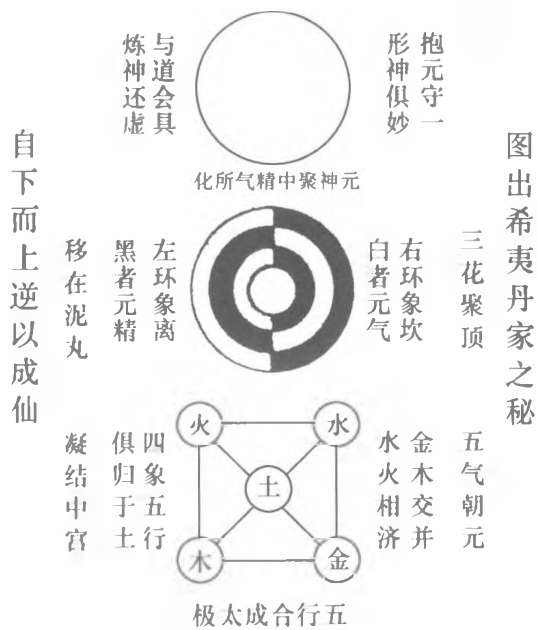 图出希夷丹家之秘
抱元守一
形神俱妙
与道会具
炼神还虚
元神聚中精气所化
三花聚顶
右环象坎
白者元气
左环象离
黑者元精
移在泥丸
五气朝元
金木交并
水火相济
水
火
土
金
木
四象五行
俱归于土
凝结中宫
五行合成太极
自下而上逆以成仙